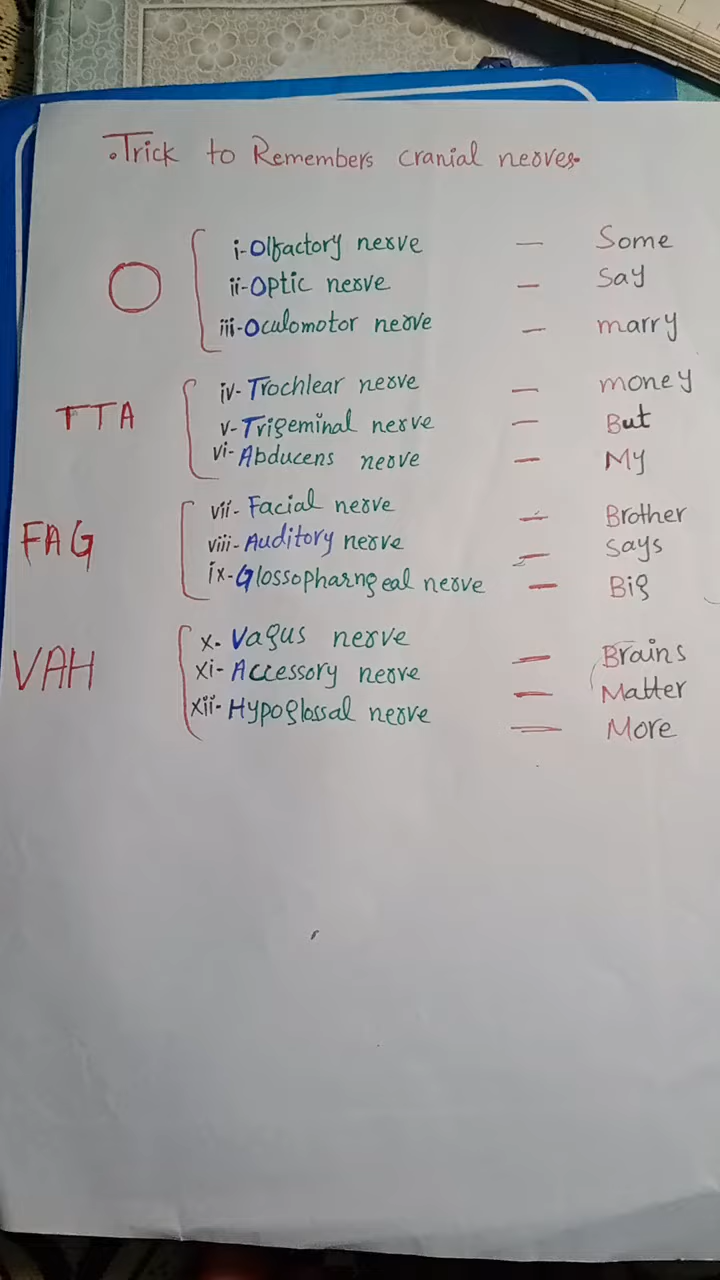 .Trick to Remembers cranial nerves.
O
i-Olfactory nerve — Some
ii-Optic nerve — Say
iii-Oculomotor nerve — marry
TTA
iv-Trochlear nerve — money
v-Trigeminal nerve — But
vi-Abducens nerve — My
FAG
vii-Facial nerve — Brother
viii-Auditory nerve — Says
ix-Glossopharngeal nerve — Big
VAH
x-Vagus nerve — Brains
xi-Accessory nerve — Matter
xii-Hypoglossal nerve — More